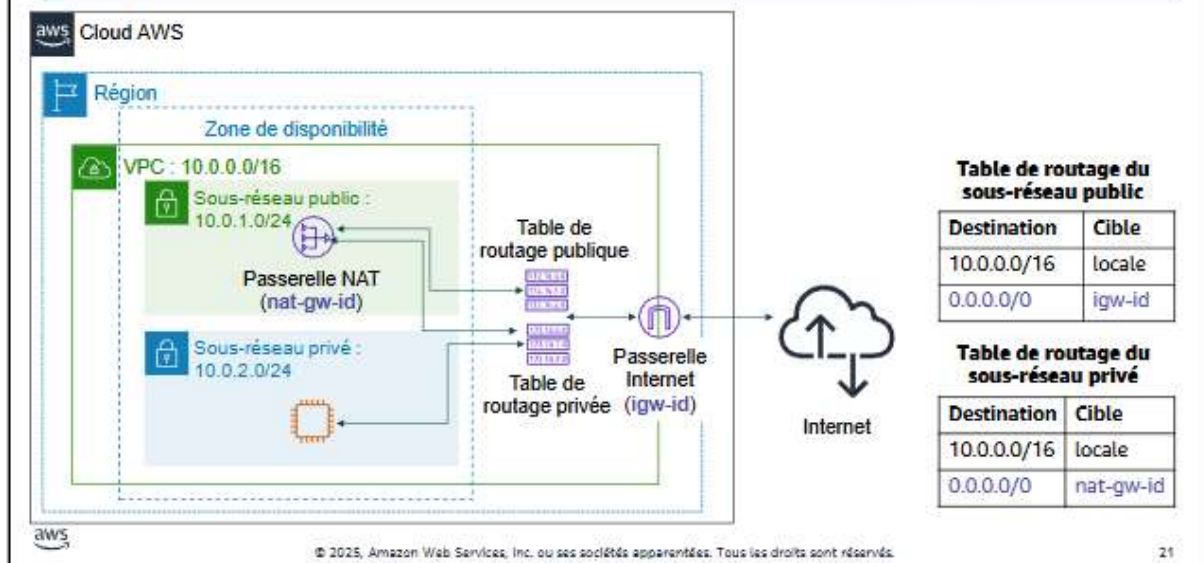 aws Cloud AWS
Région
Zone de disponibilité
VPC : 10.0.0.0/16
Sous-réseau public :
10.0.1.0/24
Passerelle NAT
(nat-gw-id)
Sous-réseau privé :
10.0.2.0/24
Table de
routage publique
Table de
routage privée
Passerelle
Internet
(igw-id)
Internet
Table de routage du
sous-réseau public
Destination Cible
10.0.0.0/16 locale
0.0.0.0/0 igw-id
Table de routage du
sous-réseau privé
Destination Cible
10.0.0.0/16 locale
0.0.0.0/0 nat-gw-id
aws
© 2025, Amazon Web Services, Inc. ou ses sociétés apparentées. Tous les droits sont réservés.
21